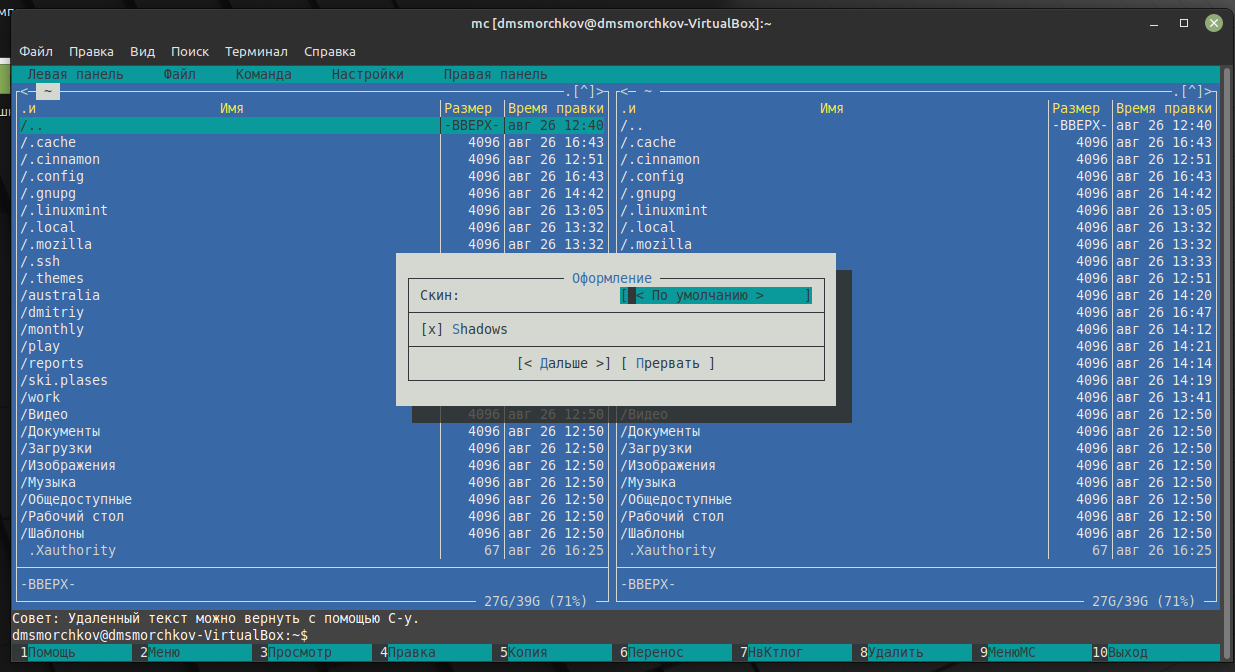 мп
mc [dmsmorchkov@dmsmorchkov-VirtualBox]:~
Файл Правка Вид Поиск Терминал Справка
Левая панель Файл Команда Настройки Правая панель
<─ ~ ─.[^]>┐ <─ ~ ─.[^]>
.и Имя Размер Время правки .и Имя Размер Время правки
/.. -ВВЕРХ- авг 26 12:40 /.. -ВВЕРХ- авг 26 12:40
/.cache 4096 авг 26 16:43 /.cache 4096 авг 26 16:43
/.cinnamon 4096 авг 26 12:51 /.cinnamon 4096 авг 26 12:51
/.config 4096 авг 26 16:43 /.config 4096 авг 26 16:43
/.gnupg 4096 авг 26 14:42 /.gnupg 4096 авг 26 14:42
/.linuxmint 4096 авг 26 13:05 /.linuxmint 4096 авг 26 13:05
/.local 4096 авг 26 13:32 /.local 4096 авг 26 13:32
/.mozilla 4096 авг 26 13:32 /.mozilla 4096 авг 26 13:32
/.ssh авг 26 13:33
/.themes Оформление авг 26 12:51
/australia Скин: [< По умолчанию > ] авг 26 14:20
/dmitriy авг 26 16:47
/monthly [x] Shadows авг 26 14:12
/play авг 26 14:21
/reports [< Дальше >] [ Прервать ] авг 26 14:14
/ski.plases авг 26 14:19
/work авг 26 13:41
/Видео 4096 авг 26 12:50 /Видео 4096 авг 26 12:50
/Документы 4096 авг 26 12:50 /Документы 4096 авг 26 12:50
/Загрузки 4096 авг 26 12:50 /Загрузки 4096 авг 26 12:50
/Изображения 4096 авг 26 12:50 /Изображения 4096 авг 26 12:50
/Музыка 4096 авг 26 12:50 /Музыка 4096 авг 26 12:50
/Общедоступные 4096 авг 26 12:50 /Общедоступные 4096 авг 26 12:50
/Рабочий стол 4096 авг 26 12:50 /Рабочий стол 4096 авг 26 12:50
/Шаблоны 4096 авг 26 12:50 /Шаблоны 4096 авг 26 12:50
.Xauthority 67 авг 26 16:25 .Xauthority 67 авг 26 16:25
-ВВЕРХ- -ВВЕРХ-
27G/39G (71%) 27G/39G (71%)
Совет: Удаленный текст можно вернуть с помощью C-y.
dmsmorchkov@dmsmorchkov-VirtualBox:~$
1Помощь 2Меню 3Просмотр 4Правка 5Копия 6Перенос 7НвКтлог 8Удалить 9МенюMC 10Выход